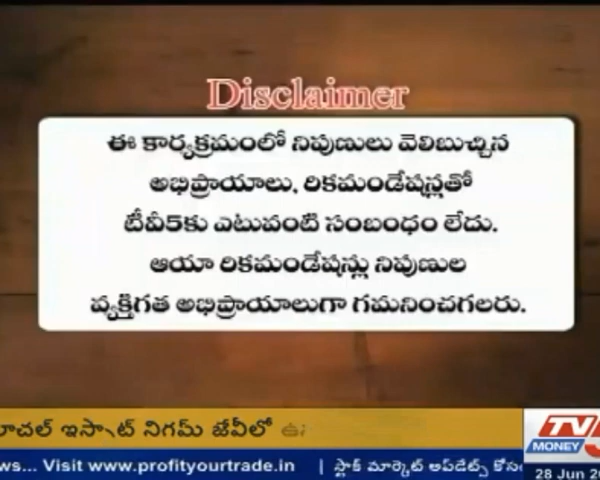 Disclaimer
ఈ కార్యక్రమంలో నిపుణులు వెలిబుచ్చిన
అభిప్రాయాలు, రికమండేషన్లతో
టీవీ5కు ఎటువంటి సంబంధం లేదు.
ఆయా రికమండేషన్లు నిపుణుల
వ్యక్తిగత అభిప్రాయాలుగా గమనించగలరు.
ఇస్పాట్ నిగమ్ జేవీలో
TV5
MONEY
Visit www.profityourtrade.in | స్టాక్ మార్కెట్ అప్‌డేట్స్ కోసం
28 Jun